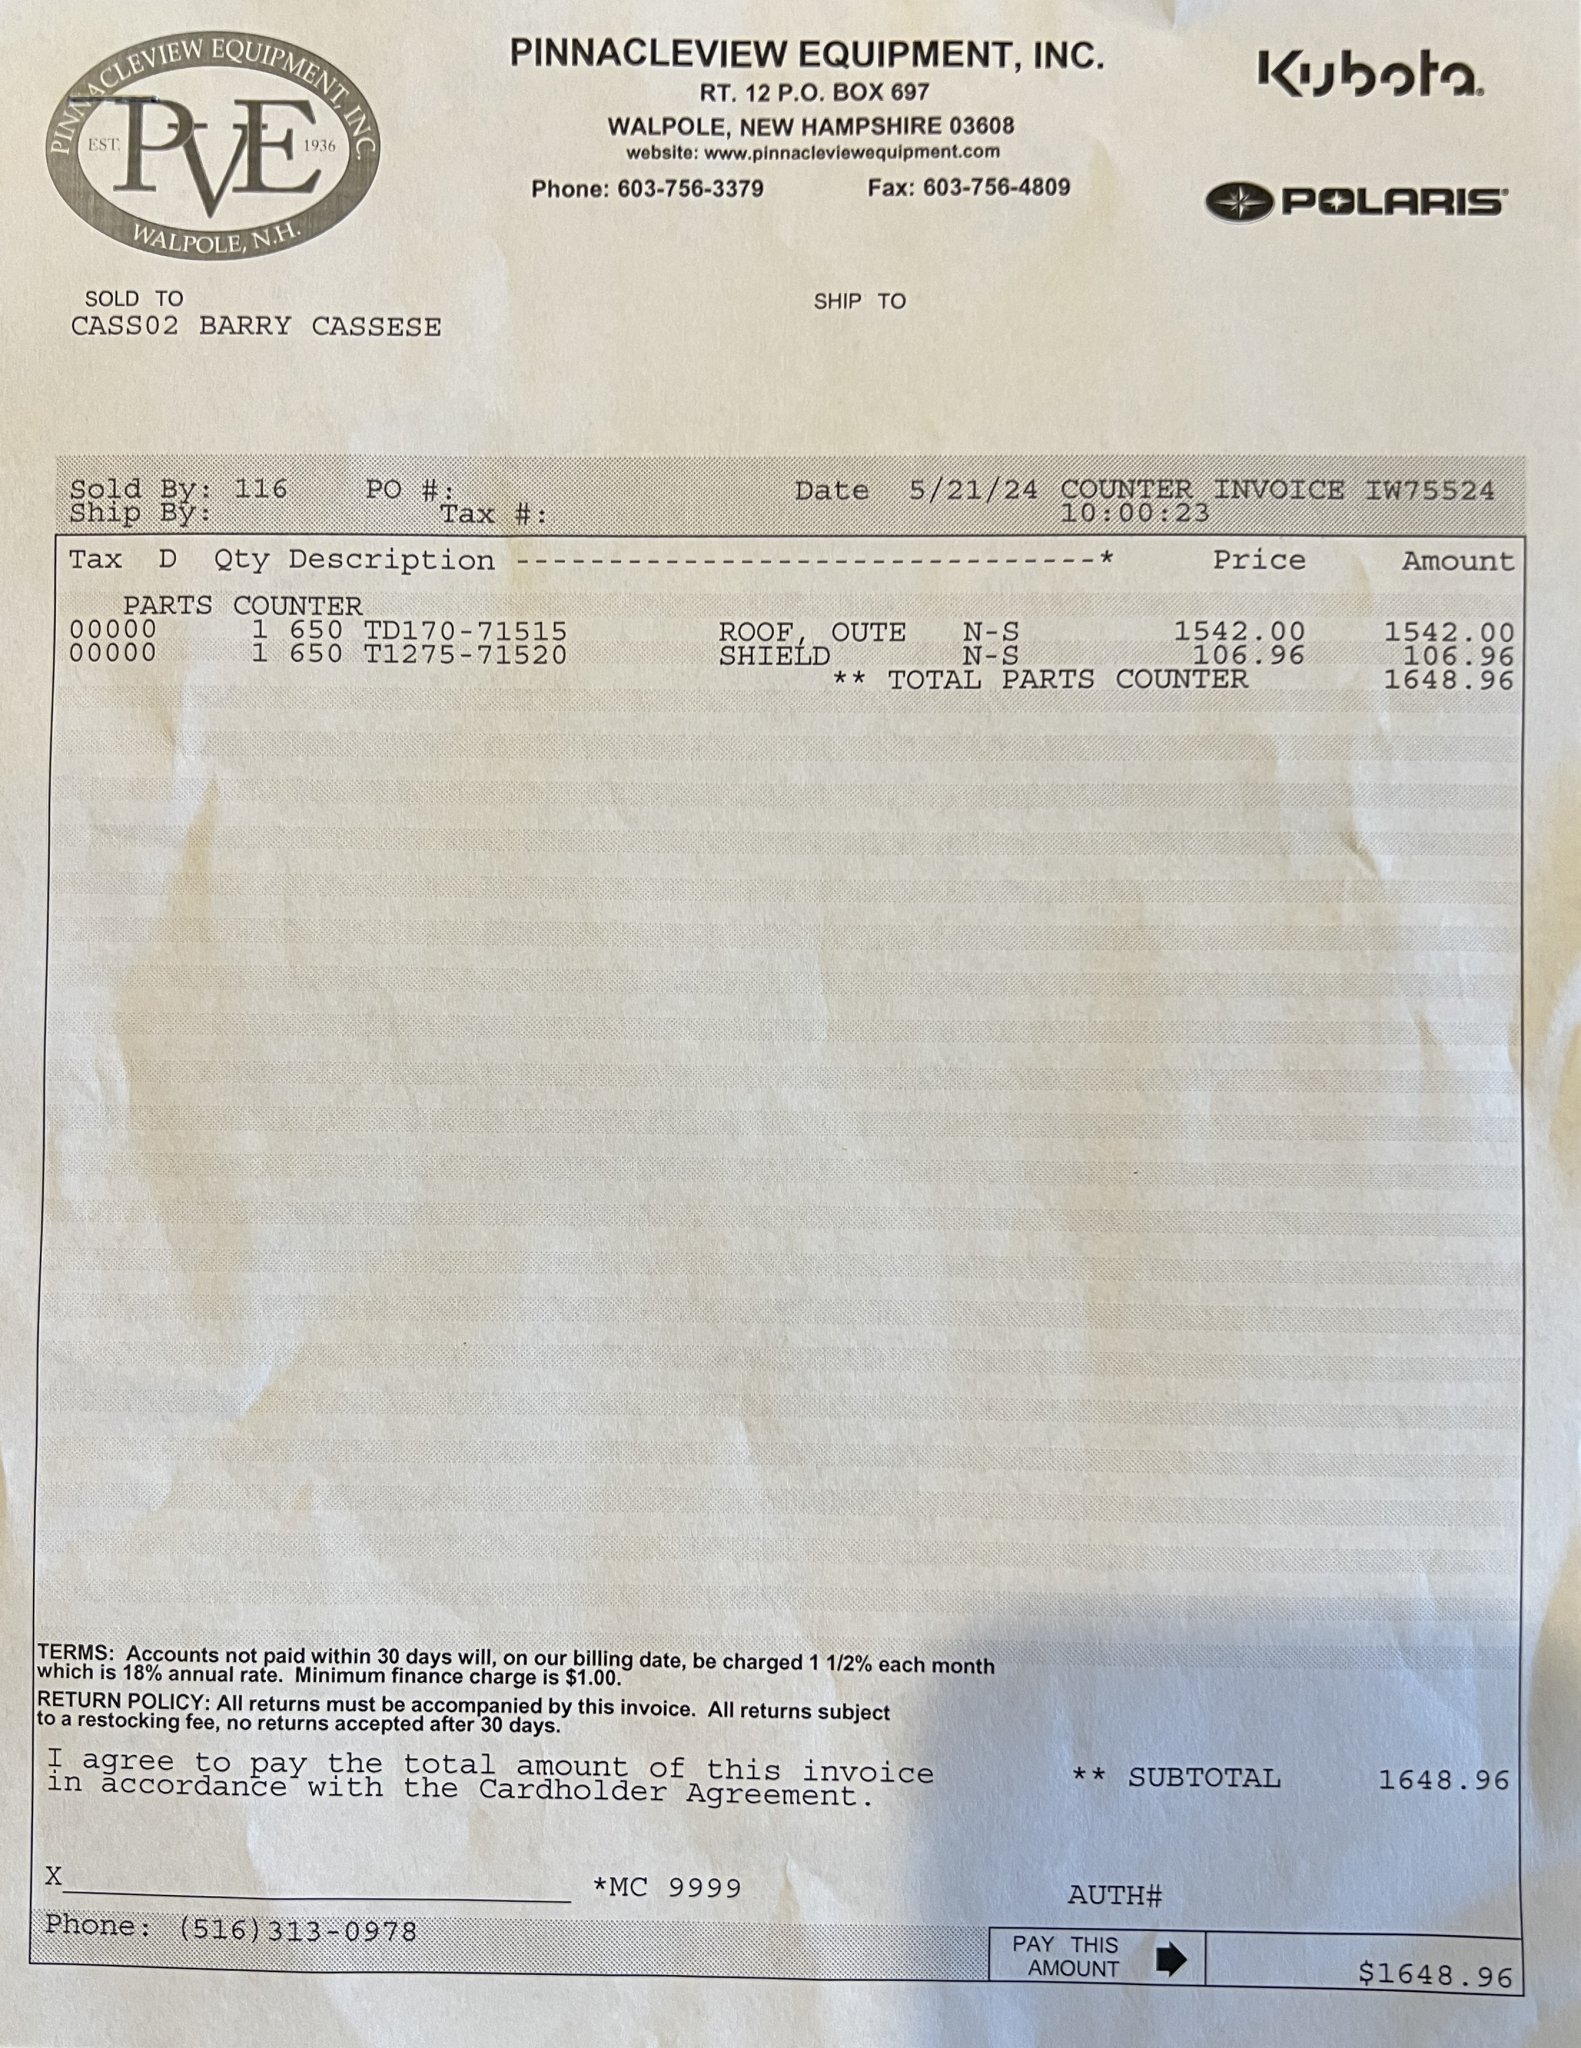 PINNACLEVIEW EQUIPMENT, INC.
EST. PVE 1936
WALPOLE, N.H.
PINNACLEVIEW EQUIPMENT, INC.
RT. 12 P.O. BOX 697
WALPOLE, NEW HAMPSHIRE 03608
website: www.pinnacleviewequipment.com
Phone: 603-756-3379 Fax: 603-756-4809
Kubota®
POLARIS®
SOLD TO
CASS02 BARRY CASSESE
SHIP TO
Sold By: 116 PO #: Date 5/21/24 COUNTER INVOICE IW75524
Ship By: Tax #: 10:00:23
Tax D Qty Description -------------------------------* Price Amount
PARTS COUNTER
00000 1 650 TD170-71515 ROOF, OUTE N-S 1542.00 1542.00
00000 1 650 T1275-71520 SHIELD N-S 106.96 106.96
** TOTAL PARTS COUNTER 1648.96
TERMS: Accounts not paid within 30 days will, on our billing date, be charged 1 1/2% each month
which is 18% annual rate. Minimum finance charge is $1.00.
RETURN POLICY: All returns must be accompanied by this invoice. All returns subject
to a restocking fee, no returns accepted after 30 days.
I agree to pay the total amount of this invoice
in accordance with the Cardholder Agreement.
** SUBTOTAL 1648.96
X *MC 9999 AUTH#
Phone: (516)313-0978
PAY THIS
AMOUNT
$1648.96